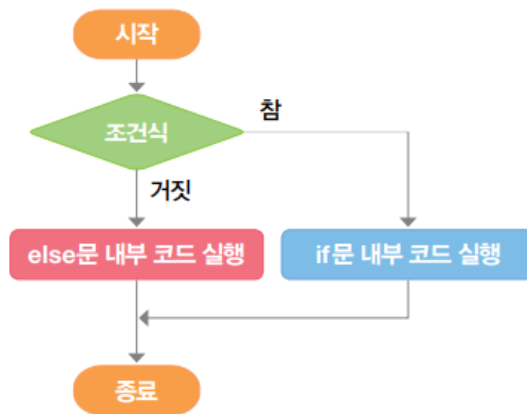 시작
조건식
참
거짓
else문 내부 코드 실행
if문 내부 코드 실행
종료